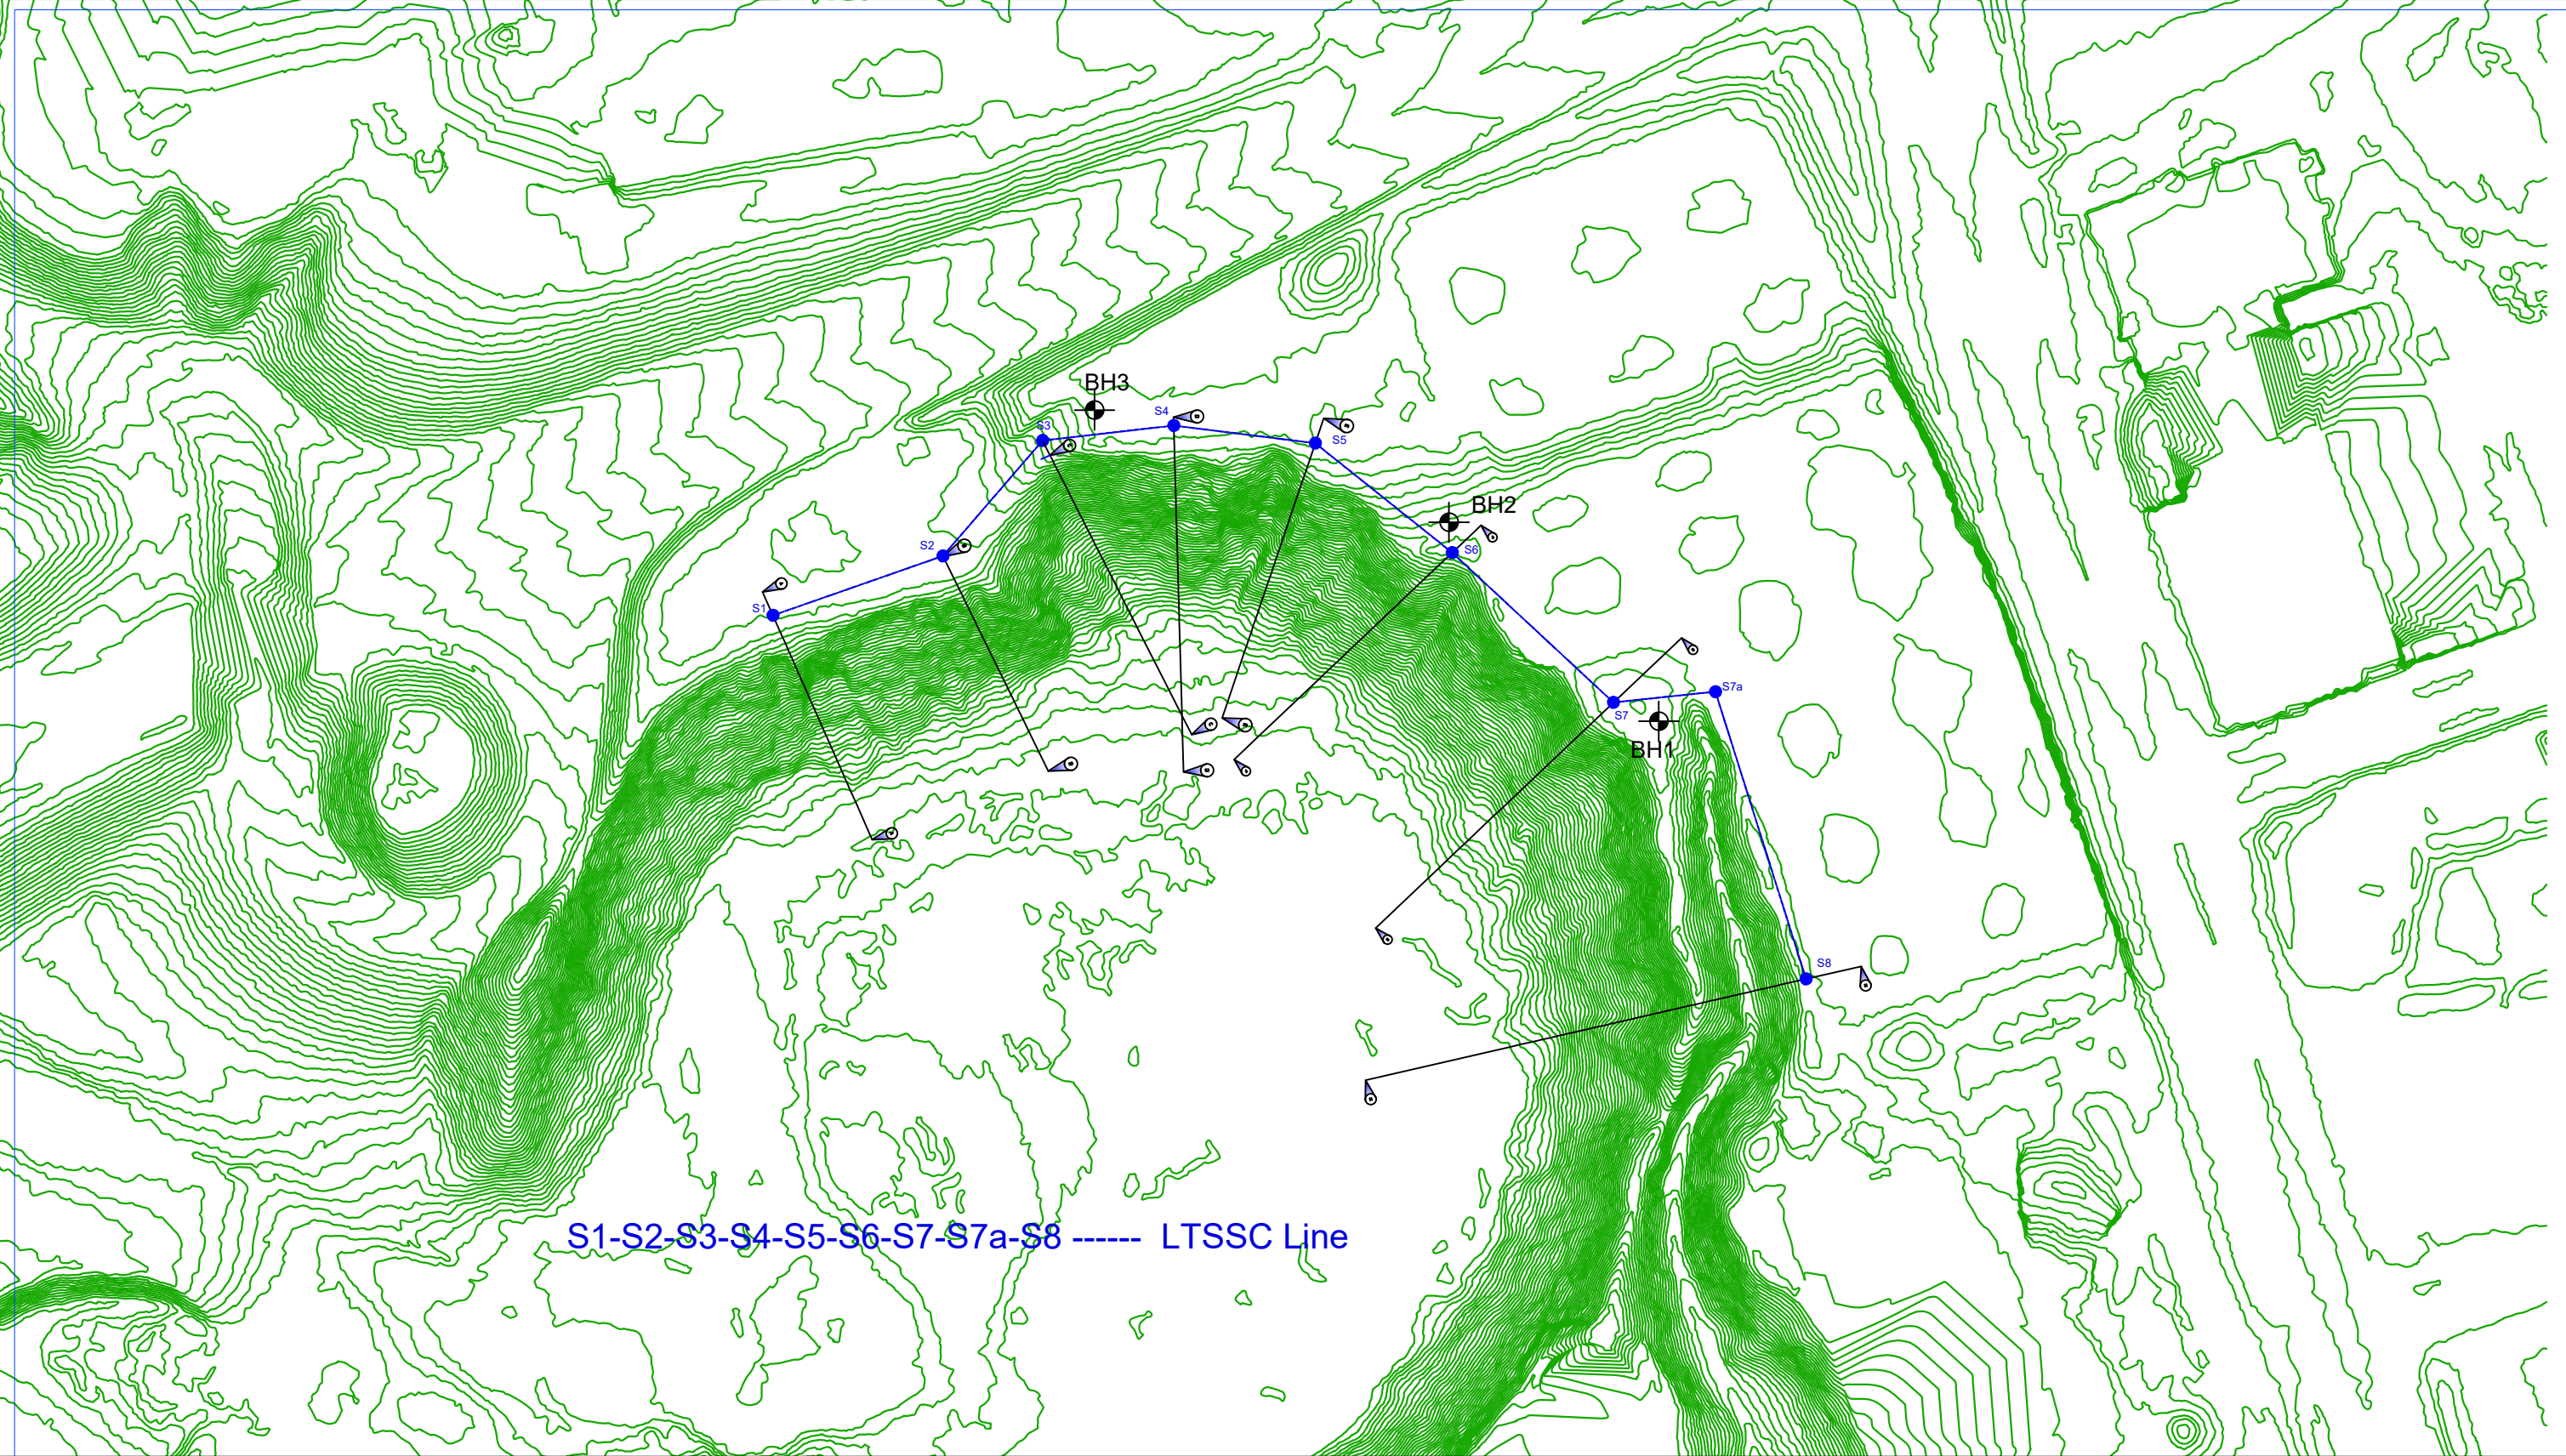 BH3
S4
S3
S5
BH2
S2
S6
S1
S7a
S7
BH1
S8
S1-S2-S3-S4-S5-S6-S7-S7a-S8 ------ LTSSC Line